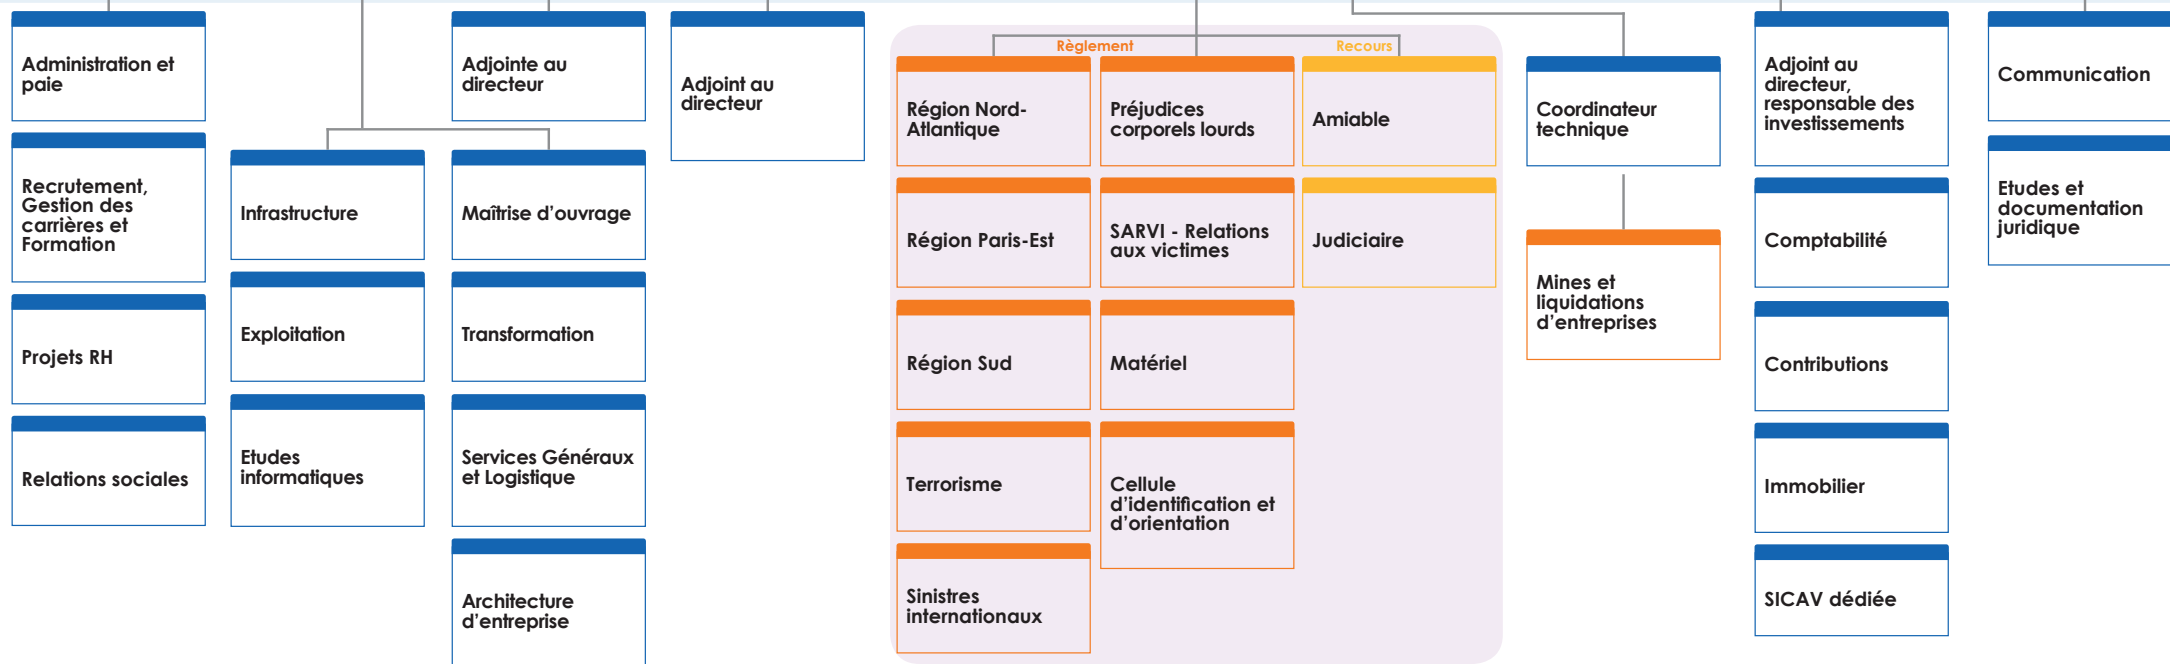 Administration et
paie
Recrutement,
Gestion des
carrières et
Formation
Projets RH
Relations sociales
Infrastructure
Exploitation
Etudes
informatiques
Adjointe au
directeur
Maîtrise d'ouvrage
Transformation
Services Généraux
et Logistique
Architecture
d'entreprise
Adjoint au
directeur
Règlement
Région Nord-
Atlantique
Région Paris-Est
Région Sud
Terrorisme
Sinistres
internationaux
Préjudices
corporels lourds
SARVI - Relations
aux victimes
Matériel
Cellule
d'identification et
d'orientation
Recours
Amiable
Judiciaire
Coordinateur
technique
Mines et
liquidations
d'entreprises
Adjoint au
directeur,
responsable des
investissements
Comptabilité
Contributions
Immobilier
SICAV dédiée
Communication
Etudes et
documentation
juridique